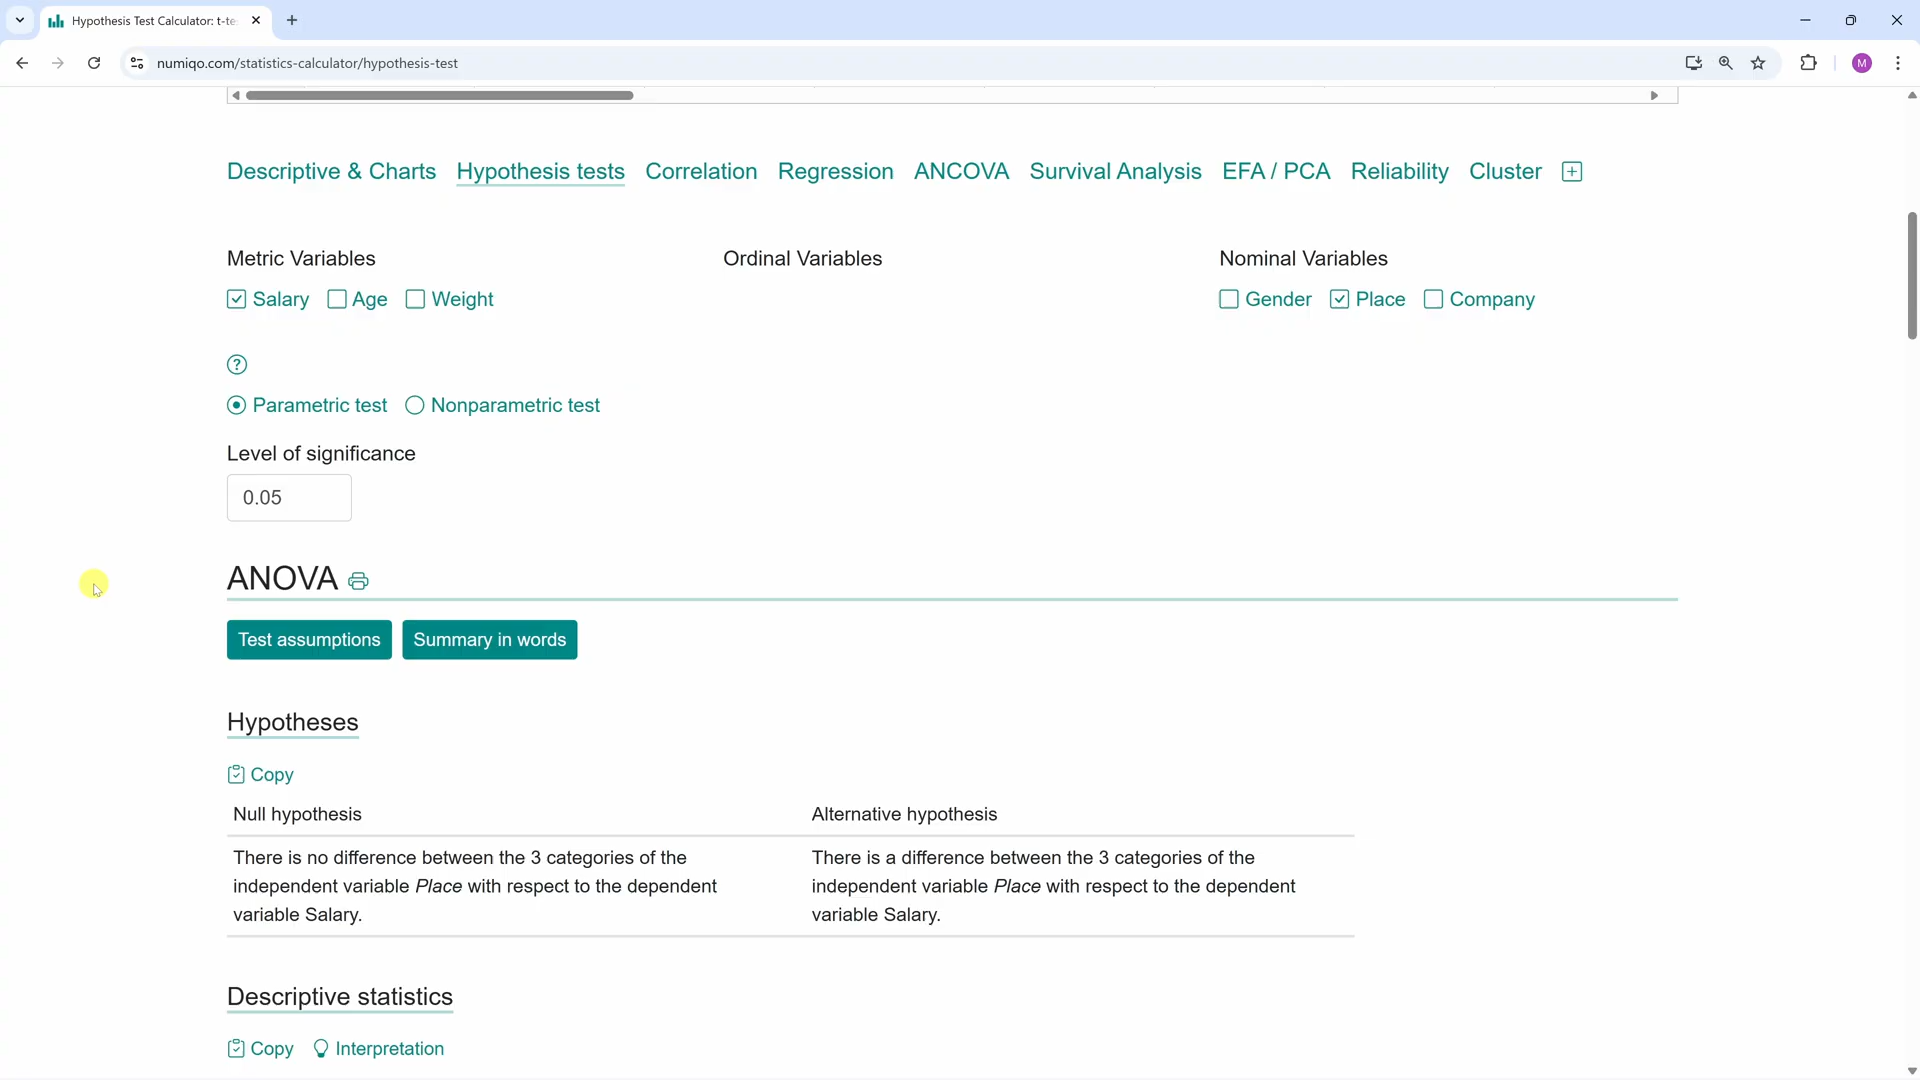 Hypothesis Test Calculator: t-te
numiqo.com/statistics-calculator/hypothesis-test
M
Descriptive & Charts Hypothesis tests Correlation Regression ANCOVA Survival Analysis EFA / PCA Reliability Cluster
Metric Variables Ordinal Variables Nominal Variables
Salary Age Weight Gender Place Company
?
Parametric test Nonparametric test
Level of significance
0.05
ANOVA
Test assumptions Summary in words
Hypotheses
Copy
Null hypothesis Alternative hypothesis
There is no difference between the 3 categories of the
independent variable Place with respect to the dependent
variable Salary.
There is a difference between the 3 categories of the
independent variable Place with respect to the dependent
variable Salary.
Descriptive statistics
Copy Interpretation